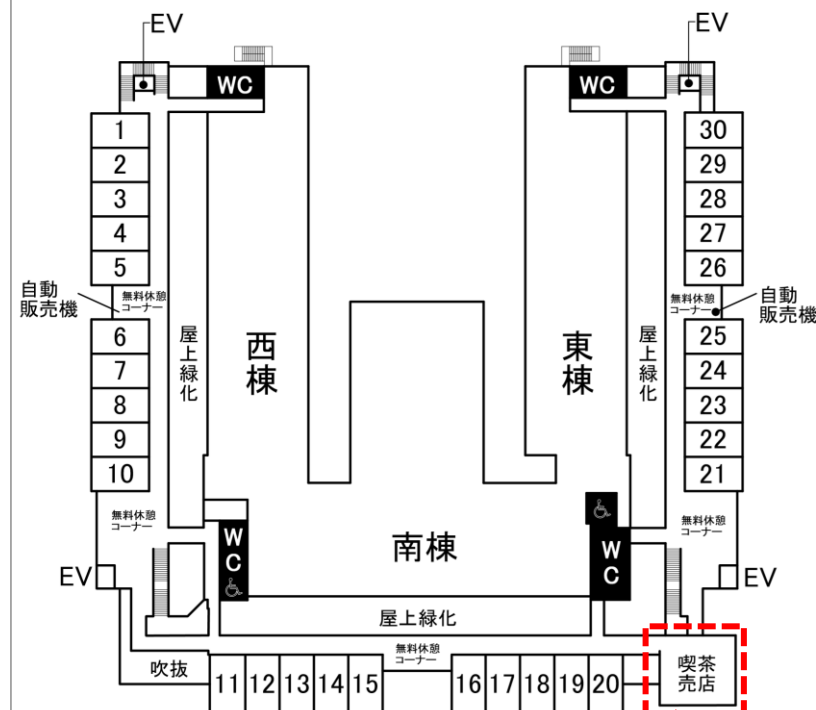 EV
EV
WC
WC
1
30
2
29
3
28
4
27
5
26
自動
販売機
無料休憩
コーナー
無料休憩
コーナー
自動
販売機
6
25
7
24
8
23
9
22
10
21
屋上緑化
西棟
東棟
屋上緑化
無料休憩
コーナー
無料休憩
コーナー
WC
南棟
WC
EV
EV
屋上緑化
吹抜
無料休憩
コーナー
喫茶
売店
11 12 13 14 15
16 17 18 19 20